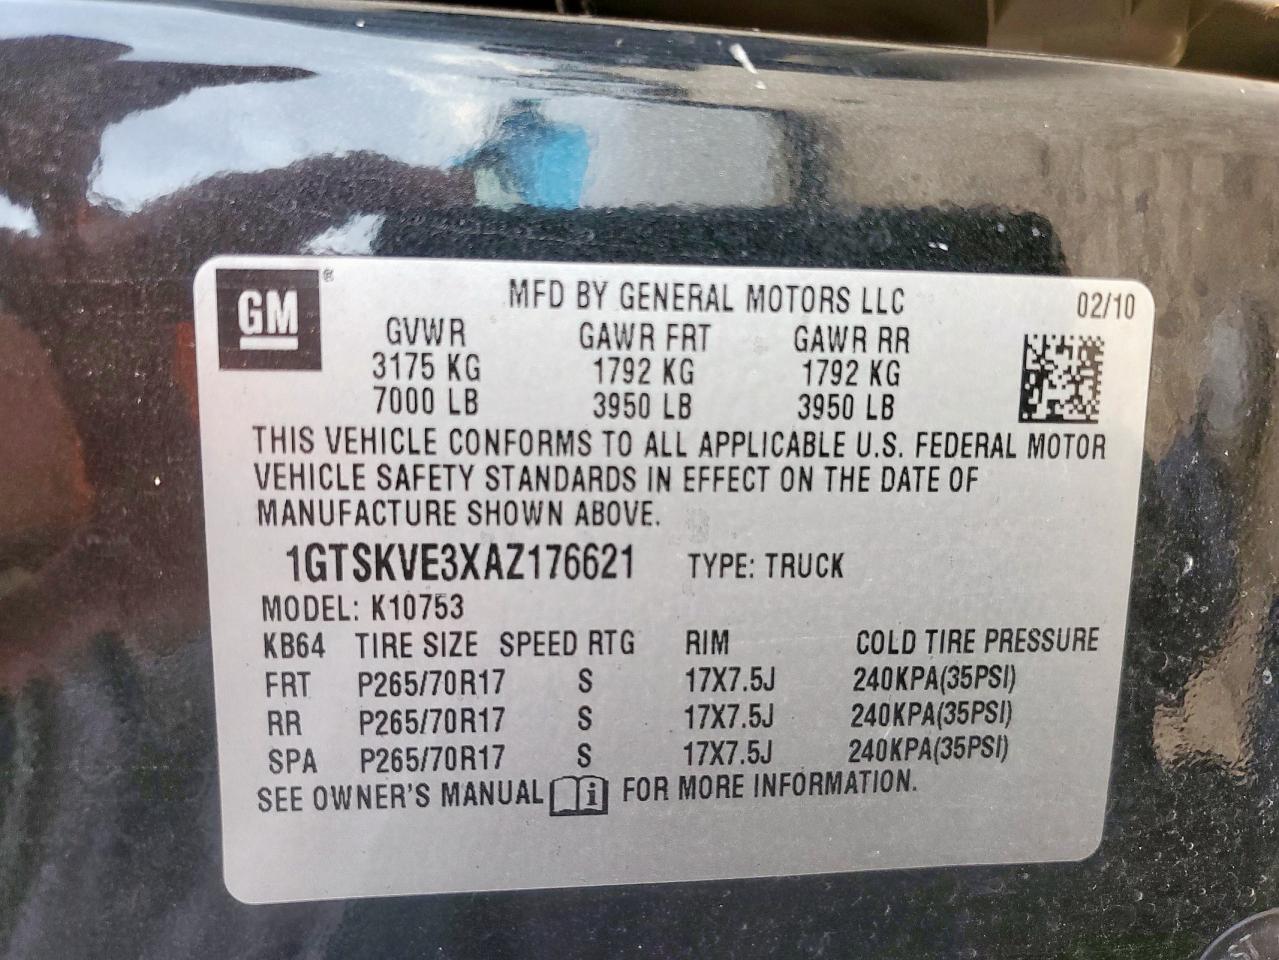 GM®
MFD BY GENERAL MOTORS LLC 02/10
GVWR GAWR FRT GAWR RR
3175 KG 1792 KG 1792 KG
7000 LB 3950 LB 3950 LB
THIS VEHICLE CONFORMS TO ALL APPLICABLE U.S. FEDERAL MOTOR
VEHICLE SAFETY STANDARDS IN EFFECT ON THE DATE OF
MANUFACTURE SHOWN ABOVE.
1GTSKVE3XAZ176621 TYPE: TRUCK
MODEL: K10753
KB64 TIRE SIZE SPEED RTG RIM COLD TIRE PRESSURE
FRT P265/70R17 S 17X7.5J 240KPA(35PSI)
RR P265/70R17 S 17X7.5J 240KPA(35PSI)
SPA P265/70R17 S 17X7.5J 240KPA(35PSI)
SEE OWNER'S MANUAL i FOR MORE INFORMATION.